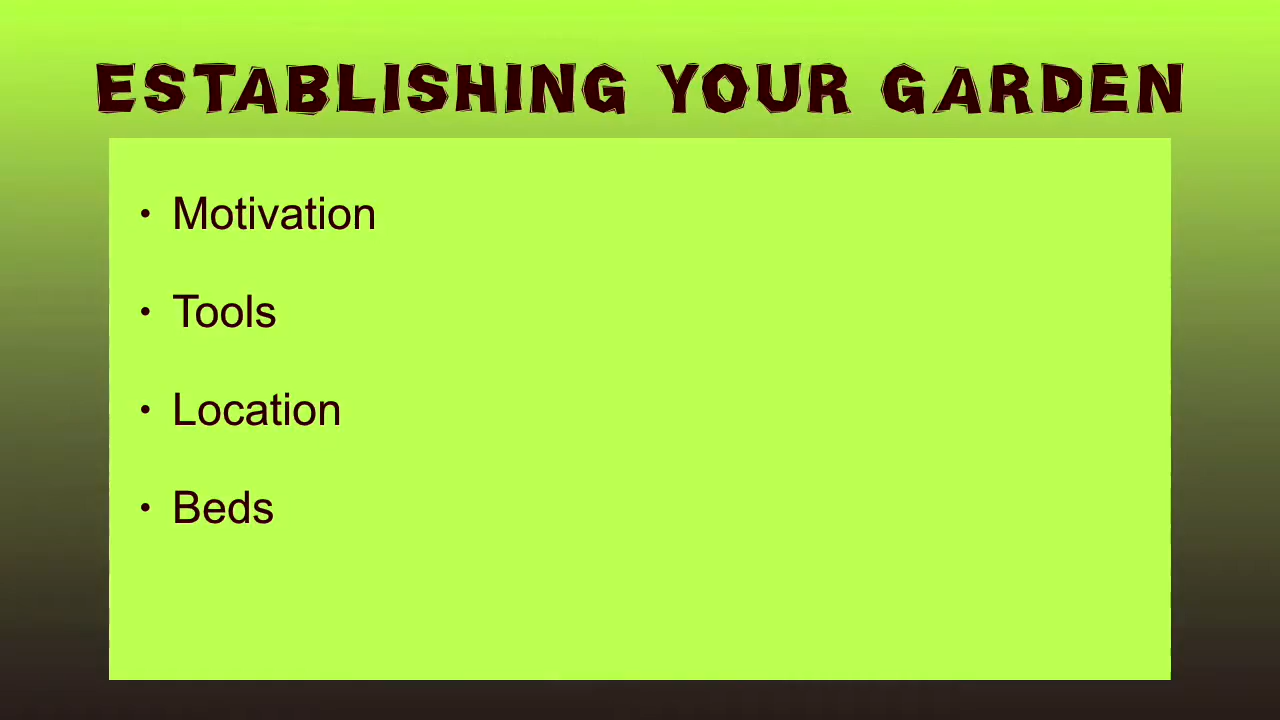 ESTABLISHING YOUR GARDEN
• Motivation
• Tools
• Location
• Beds